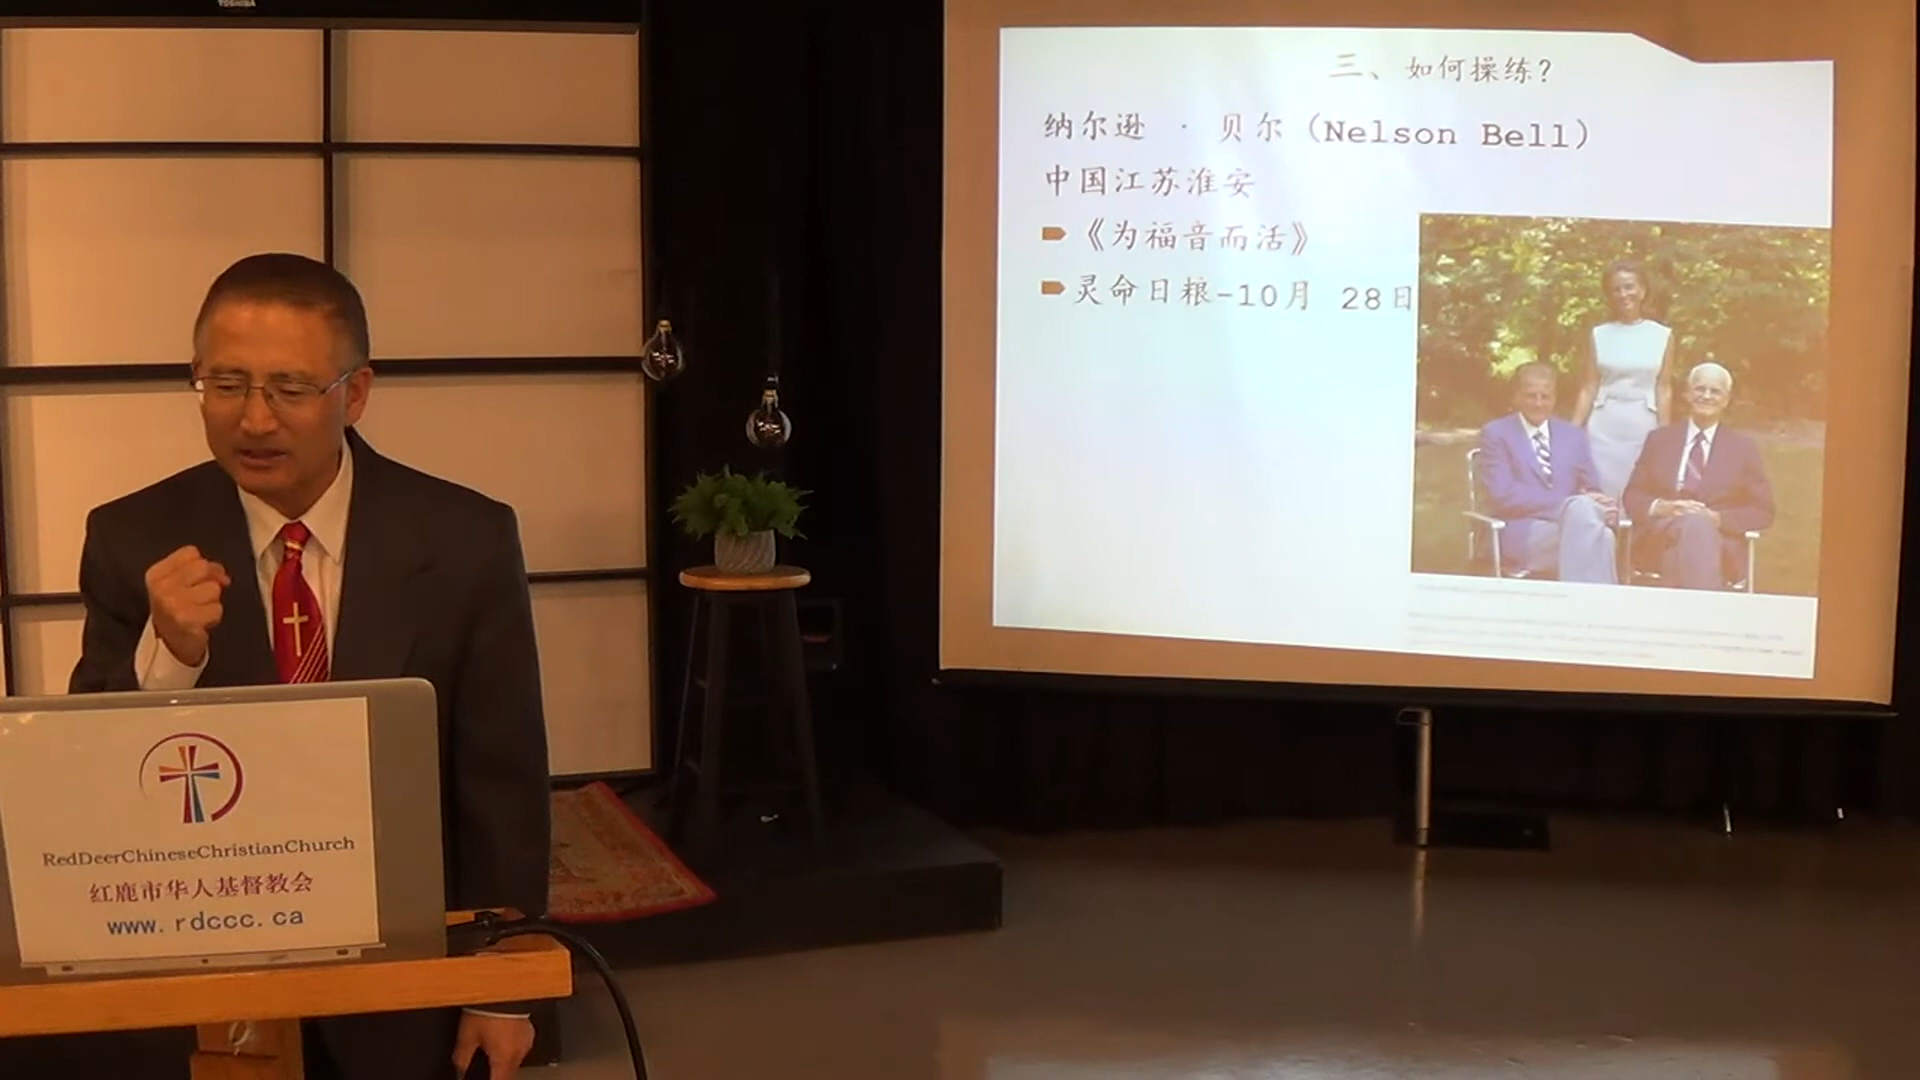 TOSHIBA
三、如何操练?
纳尔逊 · 贝尔 (Nelson Bell)
中国江苏淮安
《为福音而活》
灵命日粮-10月 28日
RedDeerChineseChristianChurch
红鹿市华人基督教会
www.rdccc.ca